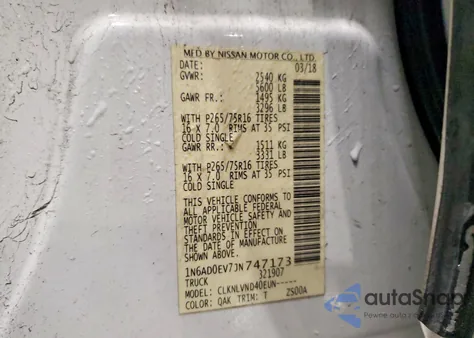 MFD BY NISSAN MOTOR CO., LTD.
DATE: 03/18
GVWR: 2540 KG
5600 LB
GAWR FR.: 1495 KG
3296 LB
WITH P265/75R16 TIRES
16 X 7.0 RIMS AT 35 PSI
COLD SINGLE
GAWR RR.: 1511 KG
3331 LB
WITH P265/75R16 TIRES
16 X 7.0 RIMS AT 35 PSI
COLD SINGLE
THIS VEHICLE CONFORMS TO
ALL APPLICABLE FEDERAL
MOTOR VEHICLE SAFETY AND
THEFT PREVENTION
STANDARDS IN EFFECT ON
THE DATE OF MANUFACTURE
SHOWN ABOVE.
1N6AD0EV7JN747173
TRUCK 321907
MODEL: CLKNLVND40EUN-----
COLOR: QAK TRIM: T ZS00A
autaSnap
Pewne auto